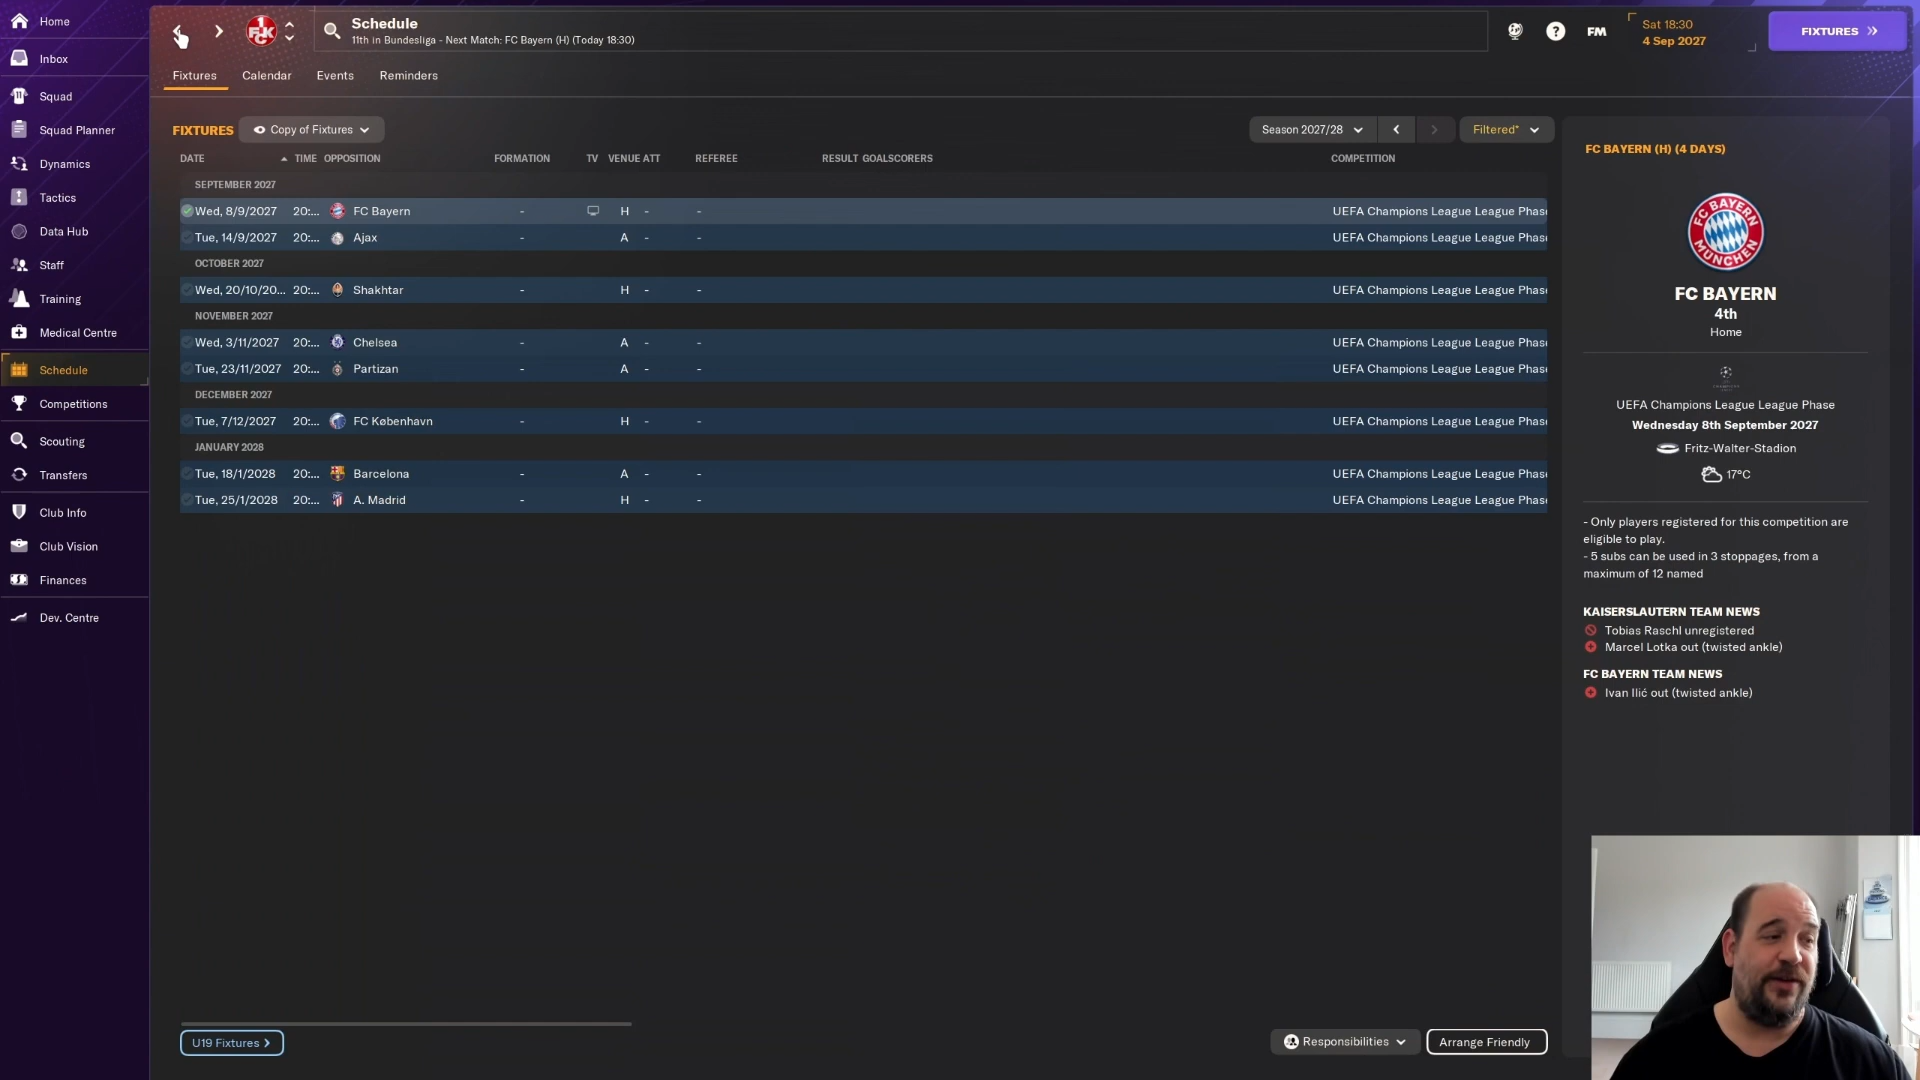 Home
Inbox
Squad
Squad Planner
Dynamics
Tactics
Data Hub
Staff
Training
Medical Centre
Schedule
Competitions
Scouting
Transfers
Club Info
Club Vision
Finances
Dev. Centre
Schedule
11th in Bundesliga - Next Match: FC Bayern (H) (Today 18:30)
FM
Sat 18:30
4 Sep 2027
FIXTURES
Fixtures Calendar Events Reminders
FIXTURES Copy of Fixtures Season 2027/28 Filtered*
DATE TIME OPPOSITION FORMATION TV VENUE ATT REFEREE RESULT GOALSCORERS COMPETITION
SEPTEMBER 2027
Wed, 8/9/2027 20:... FC Bayern - H - - UEFA Champions League League Phase
Tue, 14/9/2027 20:... Ajax - A - - UEFA Champions League League Phase
OCTOBER 2027
Wed, 20/10/20... 20:... Shakhtar - H - - UEFA Champions League League Phase
NOVEMBER 2027
Wed, 3/11/2027 20:... Chelsea - A - - UEFA Champions League League Phase
Tue, 23/11/2027 20:... Partizan - A - - UEFA Champions League League Phase
DECEMBER 2027
Tue, 7/12/2027 20:... FC København - H - - UEFA Champions League League Phase
JANUARY 2028
Tue, 18/1/2028 20:... Barcelona - A - - UEFA Champions League League Phase
Tue, 25/1/2028 20:... A. Madrid - H - - UEFA Champions League League Phase
U19 Fixtures
Responsibilities
Arrange Friendly
FC BAYERN (H) (4 DAYS)
FC BAYERN
MÜNCHEN
FC BAYERN
4th
Home
UEFA Champions League League Phase
Wednesday 8th September 2027
Fritz-Walter-Stadion
17°C
- Only players registered for this competition are
eligible to play.
- 5 subs can be used in 3 stoppages, from a
maximum of 12 named
KAISERSLAUTERN TEAM NEWS
Tobias Raschl unregistered
Marcel Lotka out (twisted ankle)
FC BAYERN TEAM NEWS
Ivan Ilić out (twisted ankle)